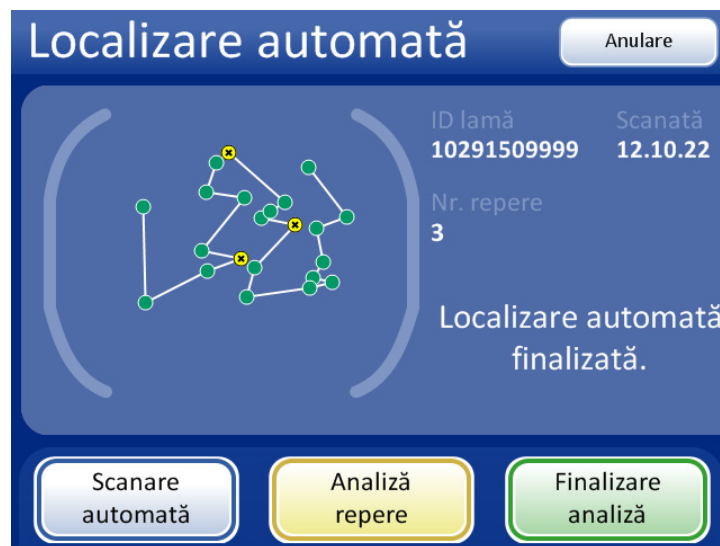 Localizare automată
Anulare
ID lamă
Scanată
10291509999
12.10.22
Nr. repere
3
Localizare automată
finalizată.
Scanare
automată
Analiză
repere
Finalizare
analiză